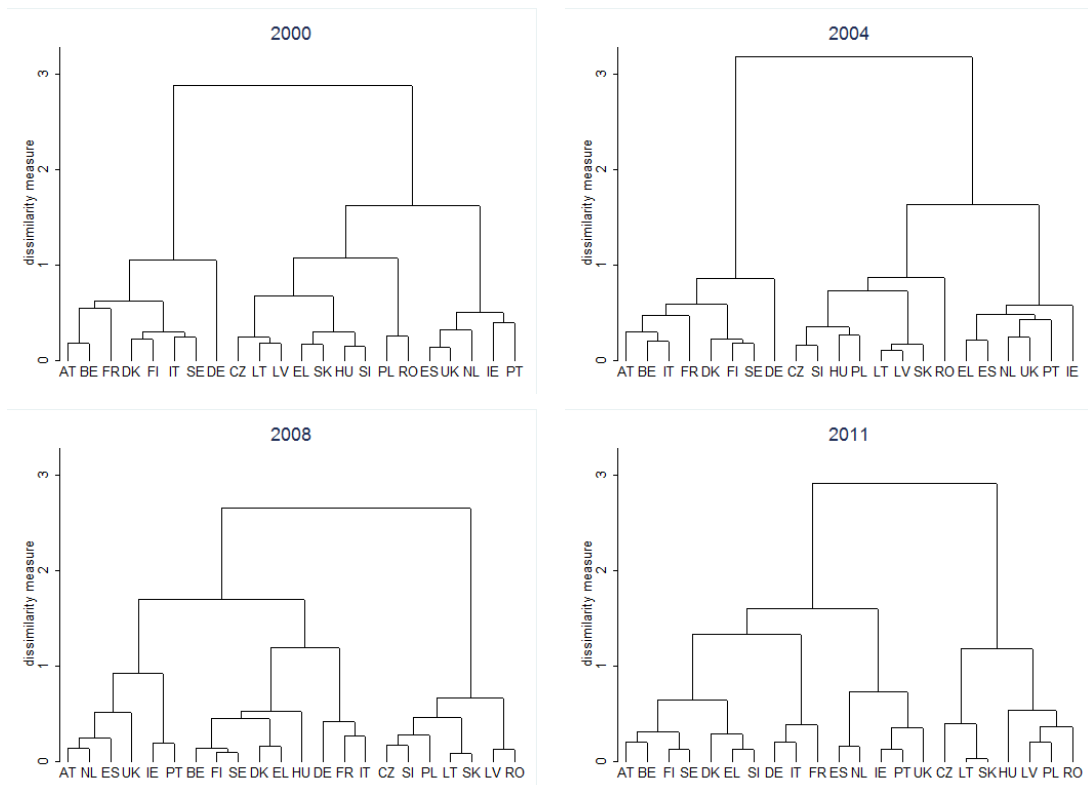 2000
dissimilarity measure
3
2
1
0
AT BE FR DK FI IT SE DE CZ LT LV EL SK HU SI PL RO ES UK NL IE PT
2004
dissimilarity measure
3
2
1
0
AT BE IT FR DK FI SE DE CZ SI HU PL LT LV SK RO EL ES NL UK PT IE
2008
dissimilarity measure
3
2
1
0
AT NL ES UK IE PT BE FI SE DK EL HU DE FR IT CZ SI PL LT SK LV RO
2011
dissimilarity measure
3
2
1
0
AT BE FI SE DK EL SI DE IT FR ES NL IE PT UK CZ LT SK HU LV PL RO